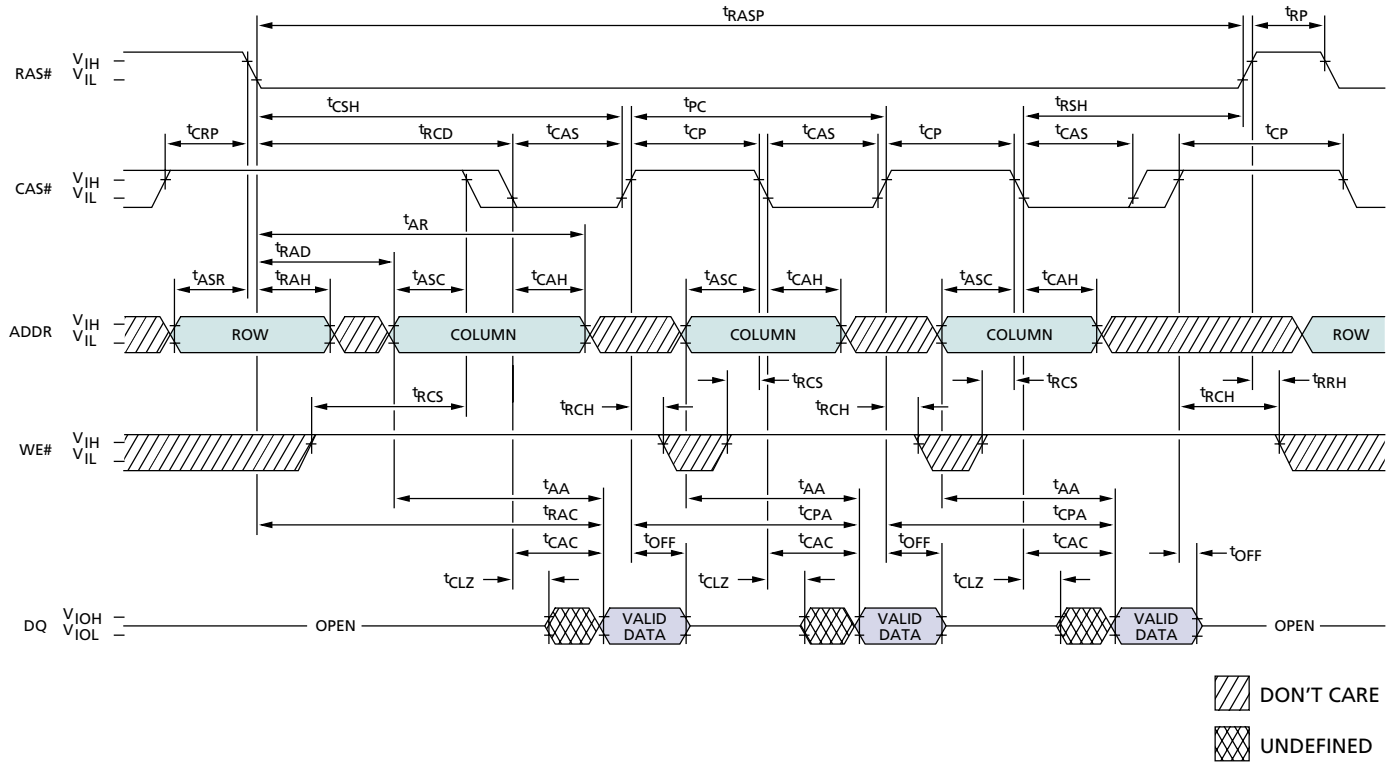 tRASP tRP
RAS# VIH
VIL
tCSH tPC tRSH
tCRP tRCD tCAS tCP tCAS tCP tCAS tCP
CAS# VIH
VIL
tAR
tRAD
tASR tRAH tASC tCAH tASC tCAH tASC tCAH
ADDR VIH
VIL
ROW COLUMN COLUMN COLUMN ROW
tRCS tRCH tRCS tRCH tRCS tRCH tRRH
WE# VIH
VIL
tAA tAA tAA
tRAC tCPA tCPA
tCAC tOFF tCAC tOFF tCAC tOFF
tCLZ tCLZ tCLZ
DQ VIOH
VIOL
OPEN VALID DATA VALID DATA VALID DATA OPEN
DON'T CARE
UNDEFINED